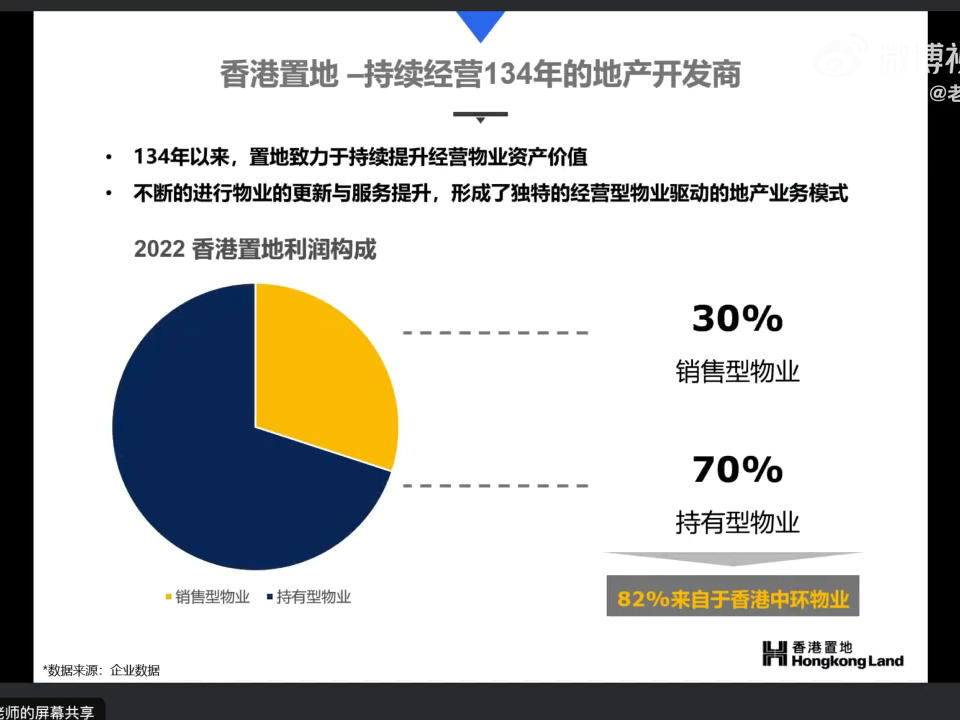 微博视
@老
香港置地 –持续经营134年的地产开发商
• 134年以来，置地致力于持续提升经营物业资产价值
• 不断的进行物业的更新与服务提升，形成了独特的经营型物业驱动的地产业务模式
2022 香港置地利润构成
30%
销售型物业
70%
持有型物业
82%来自于香港中环物业
销售型物业 持有型物业
香港置地
Hongkong Land
*数据来源：企业数据
老师的屏幕共享